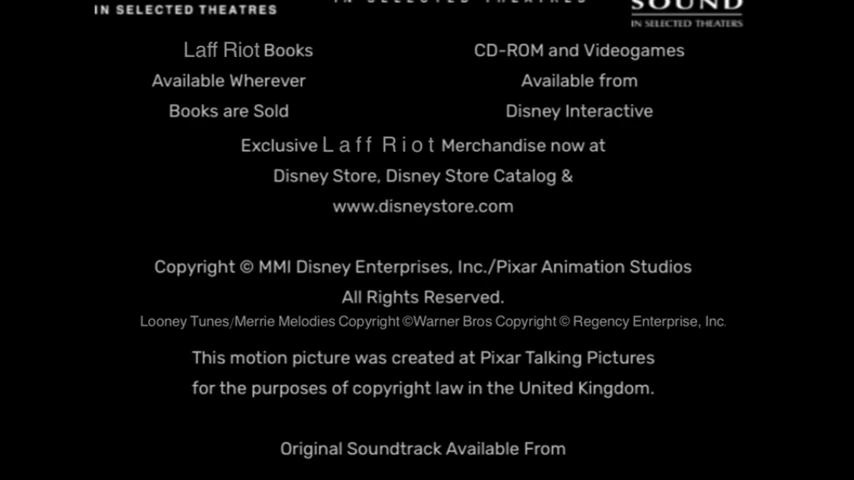 IN SELECTED THEATRES
IN SELECTED THEATRES
SOUND
IN SELECTED THEATERS
Laff Riot Books
Available Wherever
Books are Sold
CD-ROM and Videogames
Available from
Disney Interactive
Exclusive Laff Riot Merchandise now at
Disney Store, Disney Store Catalog &
www.disneystore.com
Copyright © MMI Disney Enterprises, Inc./Pixar Animation Studios
All Rights Reserved.
Looney Tunes/Merrie Melodies Copyright ©Warner Bros Copyright © Regency Enterprise, Inc.
This motion picture was created at Pixar Talking Pictures
for the purposes of copyright law in the United Kingdom.
Original Soundtrack Available From